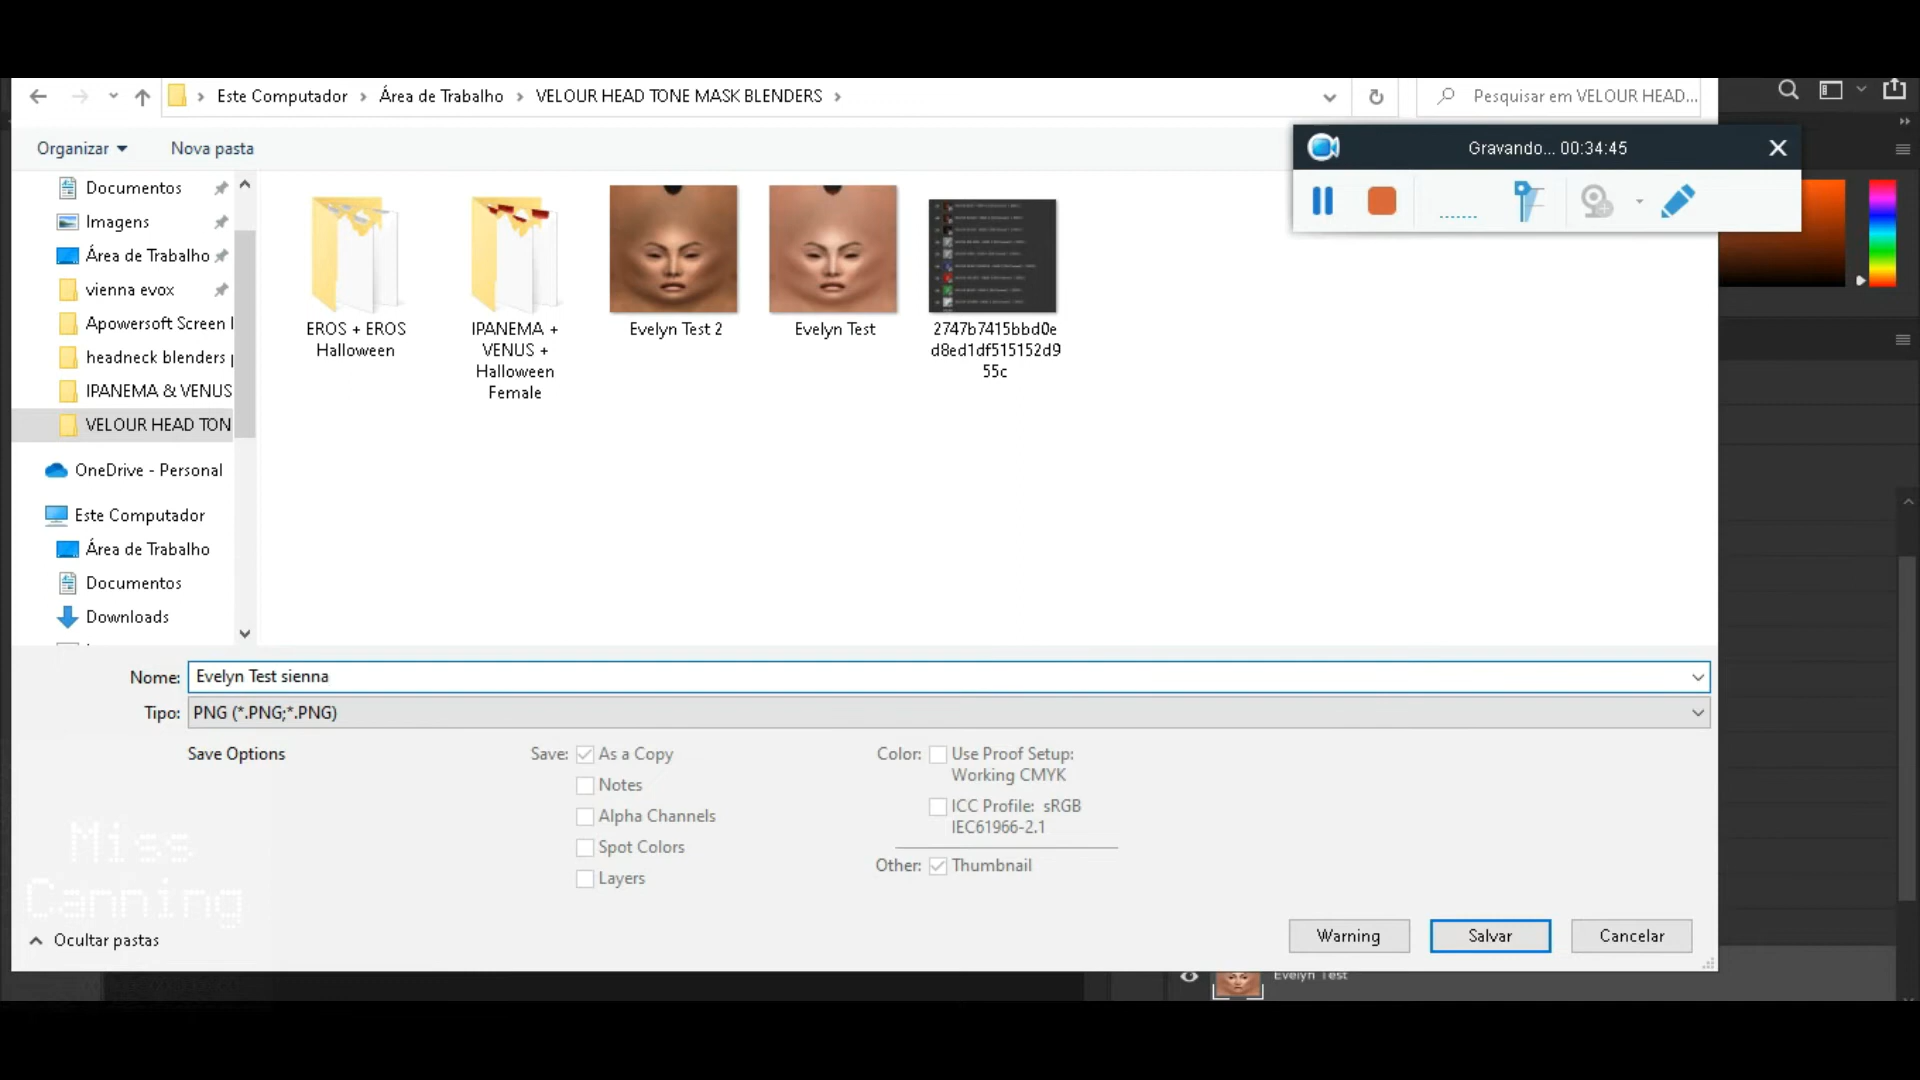 Este Computador > Área de Trabalho > VELOUR HEAD TONE MASK BLENDERS >
Pesquisar em VELOUR HEAD...
Organizar
Nova pasta
Gravando... 00:34:45
Documentos
Imagens
Área de Trabalho
vienna evox
Apowersoft Screen
headneck blenders
IPANEMA & VENUS
VELOUR HEAD TON
OneDrive - Personal
Este Computador
Área de Trabalho
Documentos
Downloads
EROS + EROS
Halloween
IPANEMA +
VENUS +
Halloween
Female
Evelyn Test 2
Evelyn Test
2747b7415bbd0e
d8ed1df515152d9
55c
Nome: Evelyn Test sienna
Tipo: PNG (*.PNG;*.PNG)
Save Options
Save: As a Copy
Notes
Alpha Channels
Spot Colors
Layers
Color: Use Proof Setup:
Working CMYK
ICC Profile: sRGB
IEC61966-2.1
Other: Thumbnail
Miss
Canning
Ocultar pastas
Warning
Salvar
Cancelar
Evelyn Test